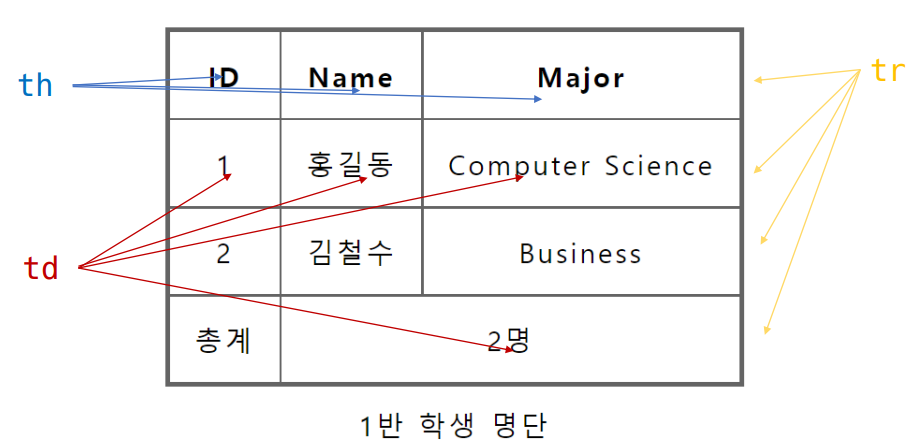 th
tr
td
ID Name Major
1 홍길동 Computer Science
2 김철수 Business
총계 2명
1반 학생 명단